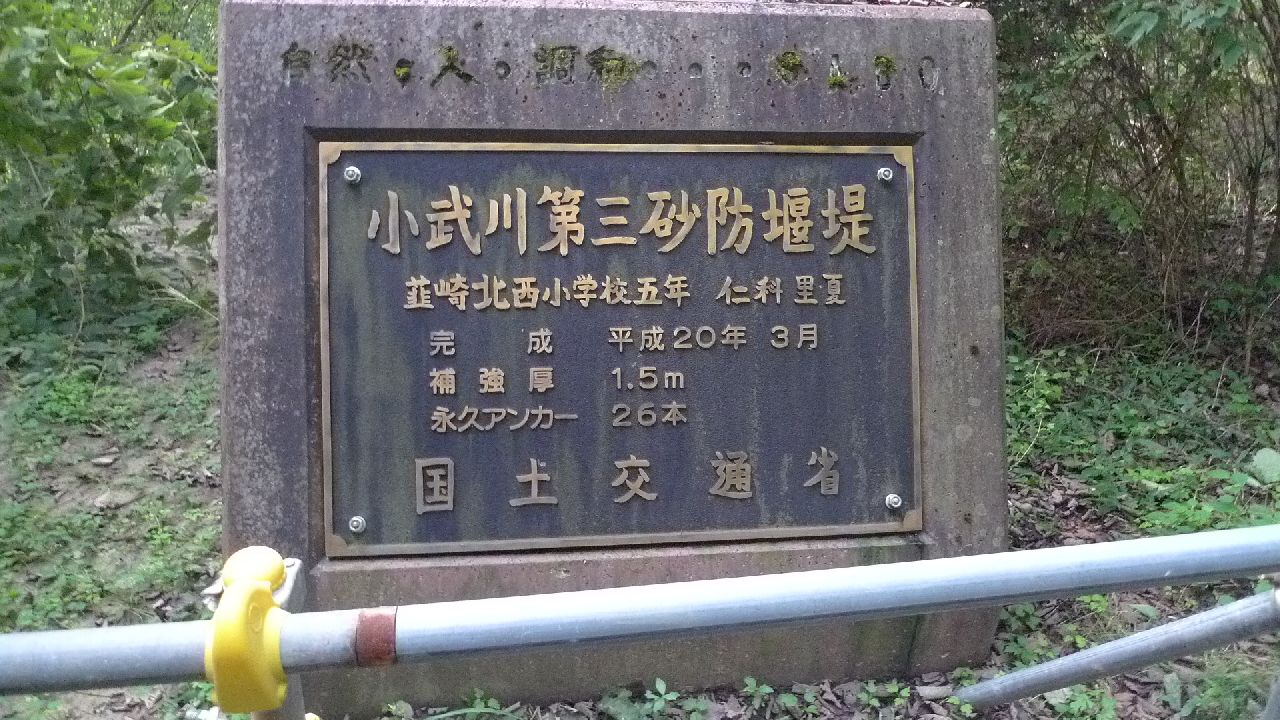 自然・人・調和・・・
小武川第三砂防堰堤
韮崎北西小学校五年 仁科里夏
完成 平成20年 3月
補強厚 1.5m
永久アンカー 26本
国土交通省